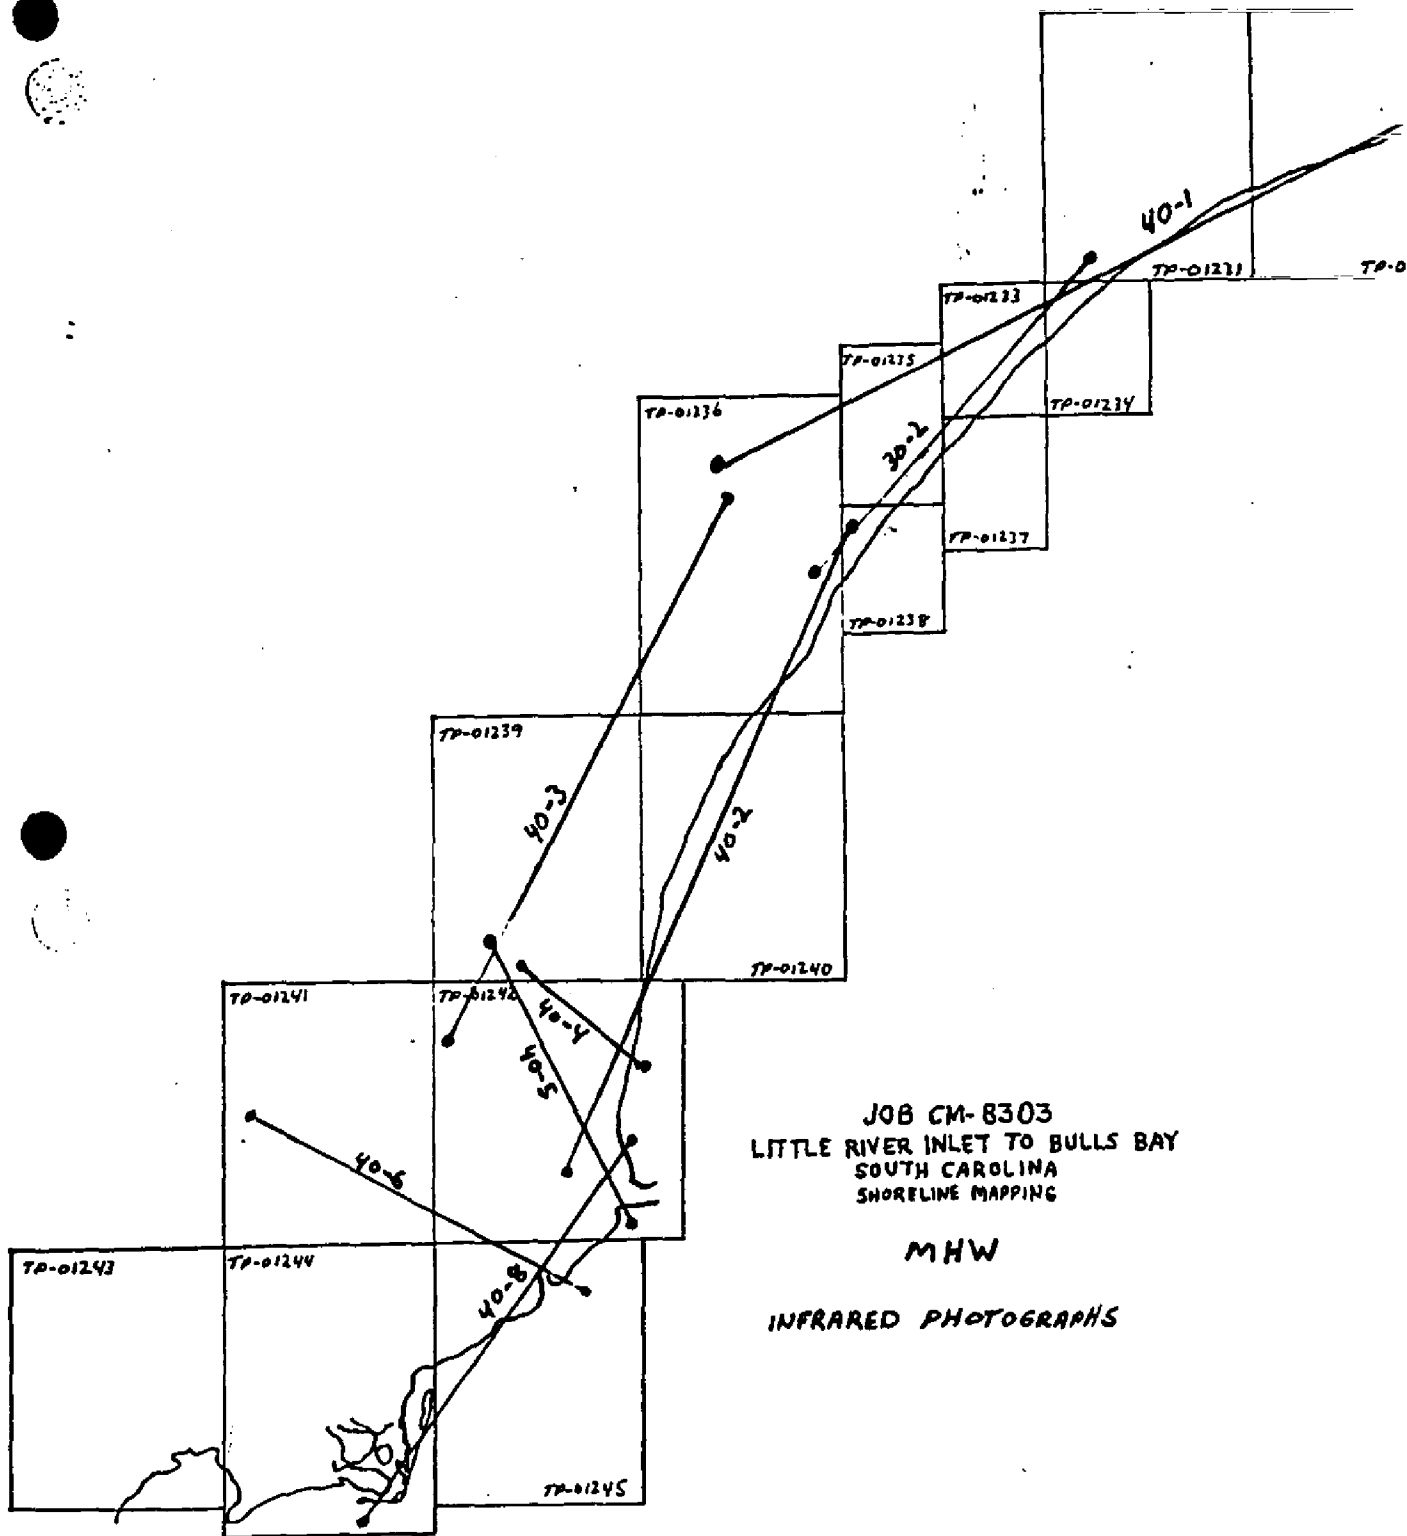 40-1
TP-01231
TP-0
TP-01233
TP-01235
TP-01234
TP-01236
30-2
TP-01237
TP-01238
TP-01239
40-3
40-2
TP-01240
TP-01241
TP-01242
40-4
40-5
JOB CM-8303
LITTLE RIVER INLET TO BULLS BAY
SOUTH CAROLINA
SHORELINE MAPPING
40-6
MHW
TP-01243
TP-01244
40-8
INFRARED PHOTOGRAPHS
TP-01245